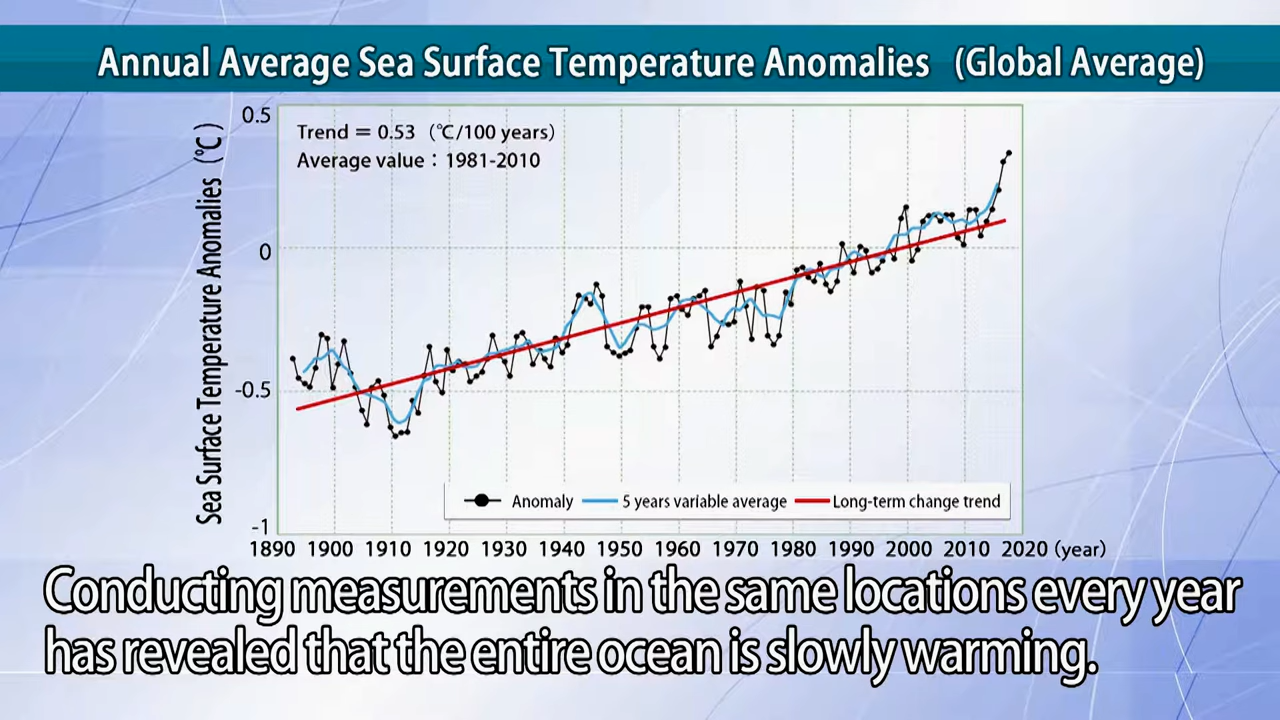 Annual Average Sea Surface Temperature Anomalies (Global Average)
Sea Surface Temperature Anomalies (℃)
0.5
0
-0.5
-1
Trend = 0.53 (℃/100 years)
Average value : 1981-2010
Anomaly 5 years variable average Long-term change trend
1890 1900 1910 1920 1930 1940 1950 1960 1970 1980 1990 2000 2010 2020 (year)
Conducting measurements in the same locations every year
has revealed that the entire ocean is slowly warming.